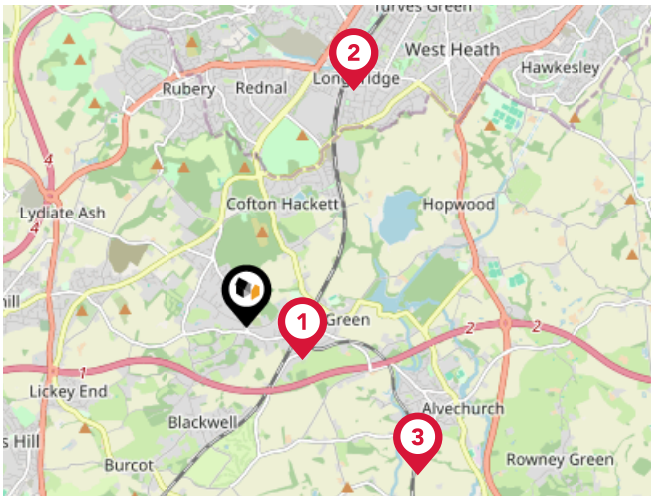 Turves Green
2
West Heath
Longbridge
Hawkesley
Rubery
Rednal
4
Lydiate Ash
Cofton Hackett
Hopwood
4
hill
1
Green
2
2
1
Lickey End
Blackwell
Alvechurch
3
s Hill
Burcot
Rowney Green